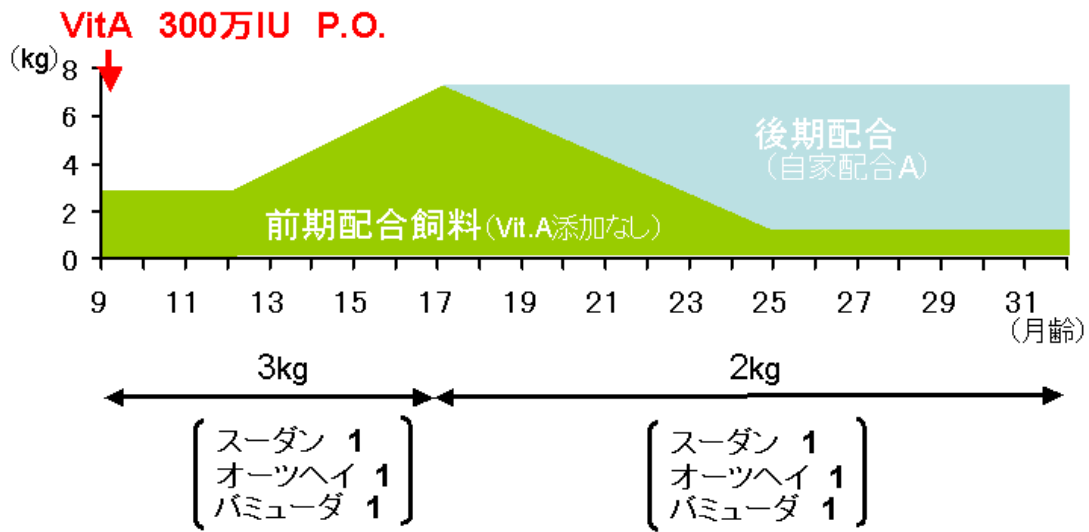 VitA 300万IU P.O.
(kg)
8
6
4
2
0
後期配合
(自家配合A)
前期配合飼料(Vit.A添加なし)
9 11 13 15 17 19 21 23 25 27 29 31
(月齢)
3kg 2kg
スーダン 1 スーダン 1
オーツヘイ 1 オーツヘイ 1
バミューダ 1 バミューダ 1